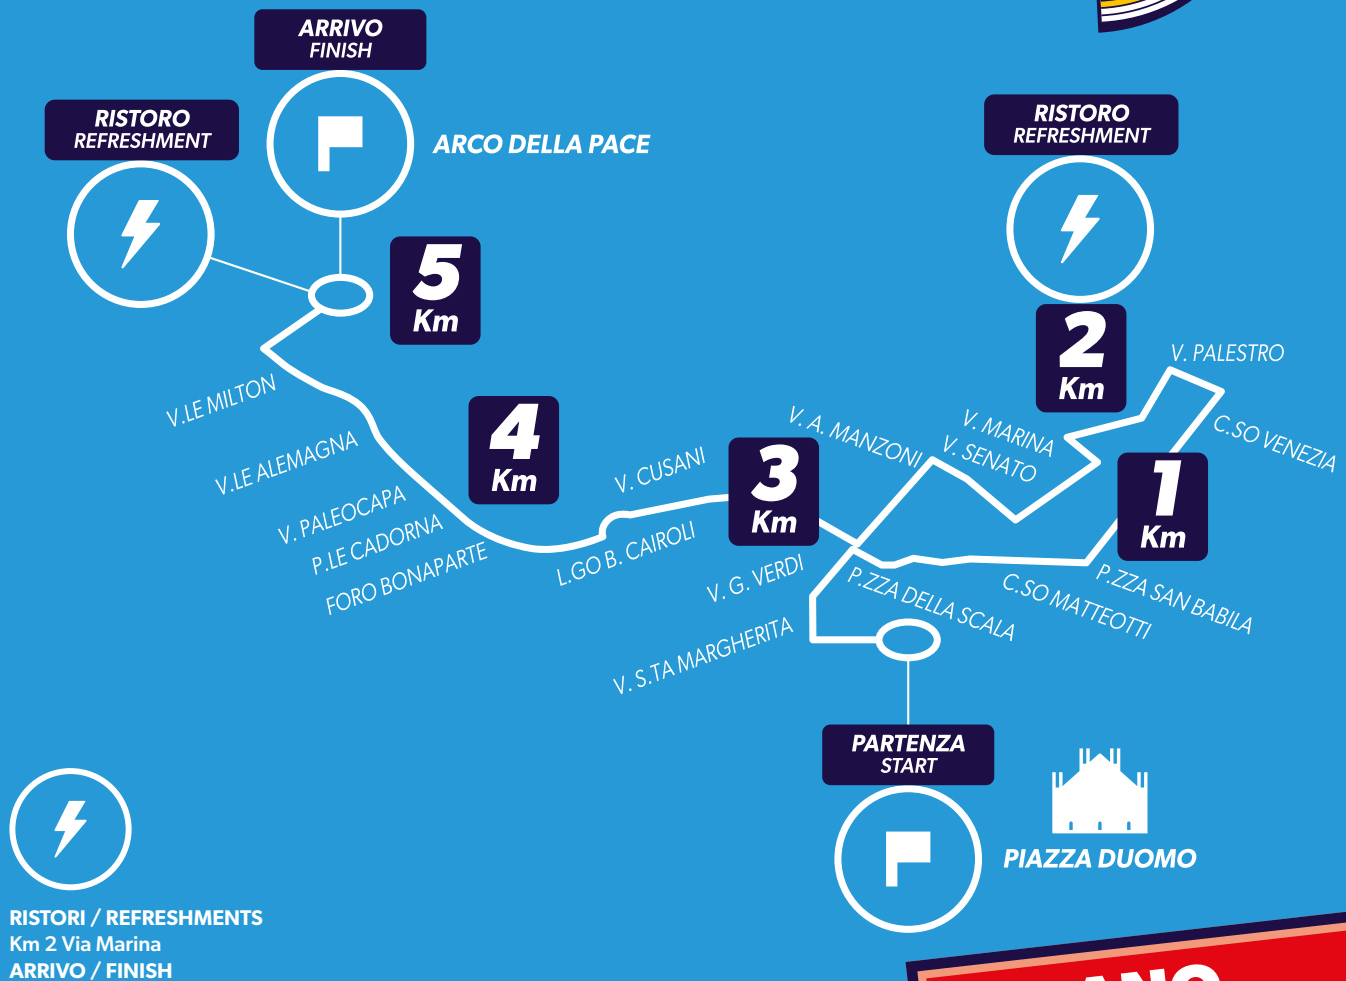 ARRIVO
FINISH
ARCO DELLA PACE
RISTORO
REFRESHMENT
RISTORO
REFRESHMENT
5
Km
2
Km
V. PALESTRO
C.SO VENEZIA
V. MARINA
V. SENATO
V. A. MANZONI
V.LE MILTON
4
Km
V.LE ALEMAGNA
V. CUSANI
3
Km
1
Km
V. PALEOCAPA
P.LE CADORNA
FORO BONAPARTE
L.GO B. CAIROLI
V. G. VERDI
P.ZZA DELLA SCALA
C.SO MATTEOTTI
P.ZZA SAN BABILA
V. S.TA MARGHERITA
PARTENZA
START
PIAZZA DUOMO
RISTORI / REFRESHMENTS
Km 2 Via Marina
ARRIVO / FINISH